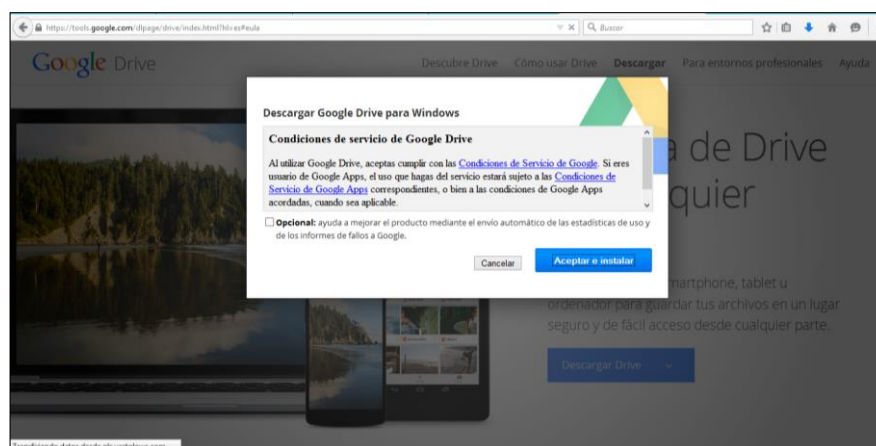 https://tools.google.com/dlpage/drive/index.html?hl=es#eula
Buscar
Google Drive
Descubre Drive Cómo usar Drive Descargar Para entornos profesionales Ayuda
Descargar Google Drive para Windows
Condiciones de servicio de Google Drive
Al utilizar Google Drive, aceptas cumplir con las Condiciones de Servicio de Google. Si eres
usuario de Google Apps, el uso que hagas del servicio estará sujeto a las Condiciones de
Servicio de Google Apps correspondientes, o bien a las condiciones de Google Apps
acordadas, cuando sea aplicable.
Opcional: ayuda a mejorar el producto mediante el envío automático de las estadísticas de uso y
de los informes de fallos a Google.
Cancelar
Aceptar e instalar
a de Drive
quier
smartphone, tablet u
ordenador para guardar tus archivos en un lugar
seguro y de fácil acceso desde cualquier parte.
Descargar Drive